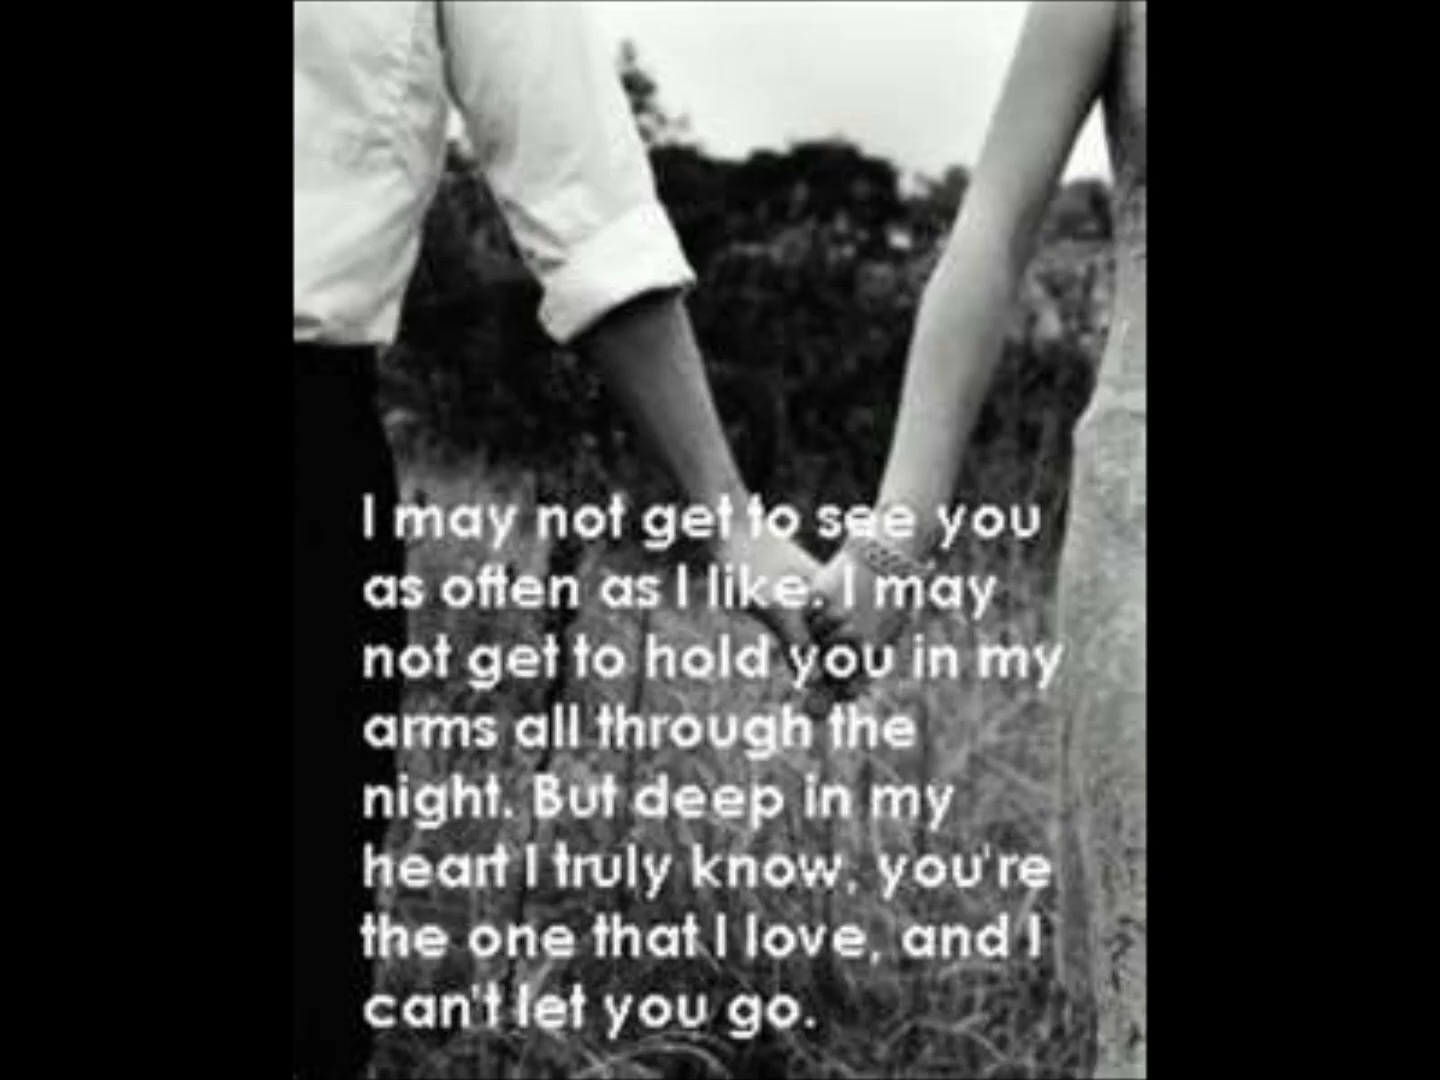 I may not get to see you
as often as I like. I may
not get to hold you in my
arms all through the
night. But deep in my
heart I truly know, you're
the one that I love, and I
can't let you go.